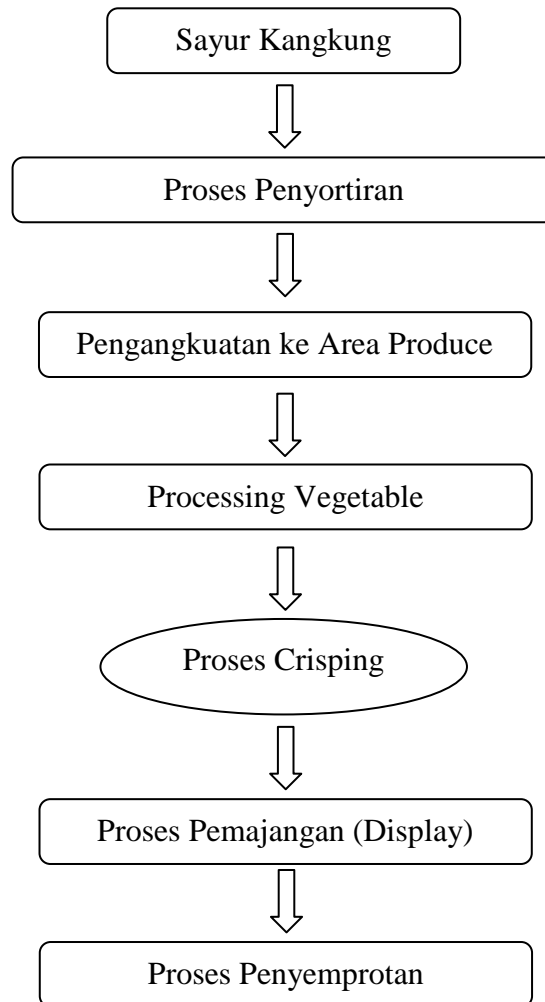 Sayur Kangkung
Proses Penyortiran
Pengangkuatan ke Area Produce
Processing Vegetable
Proses Crisping
Proses Pemajangan (Display)
Proses Penyemprotan